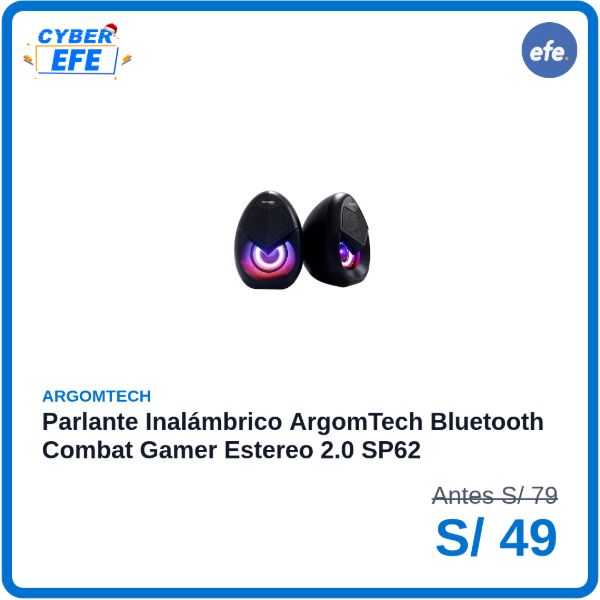 CYBER
EFE
efe.
ARGOMTECH
Parlante Inalámbrico ArgomTech Bluetooth
Combat Gamer Estereo 2.0 SP62
Antes S/ 79
S/ 49